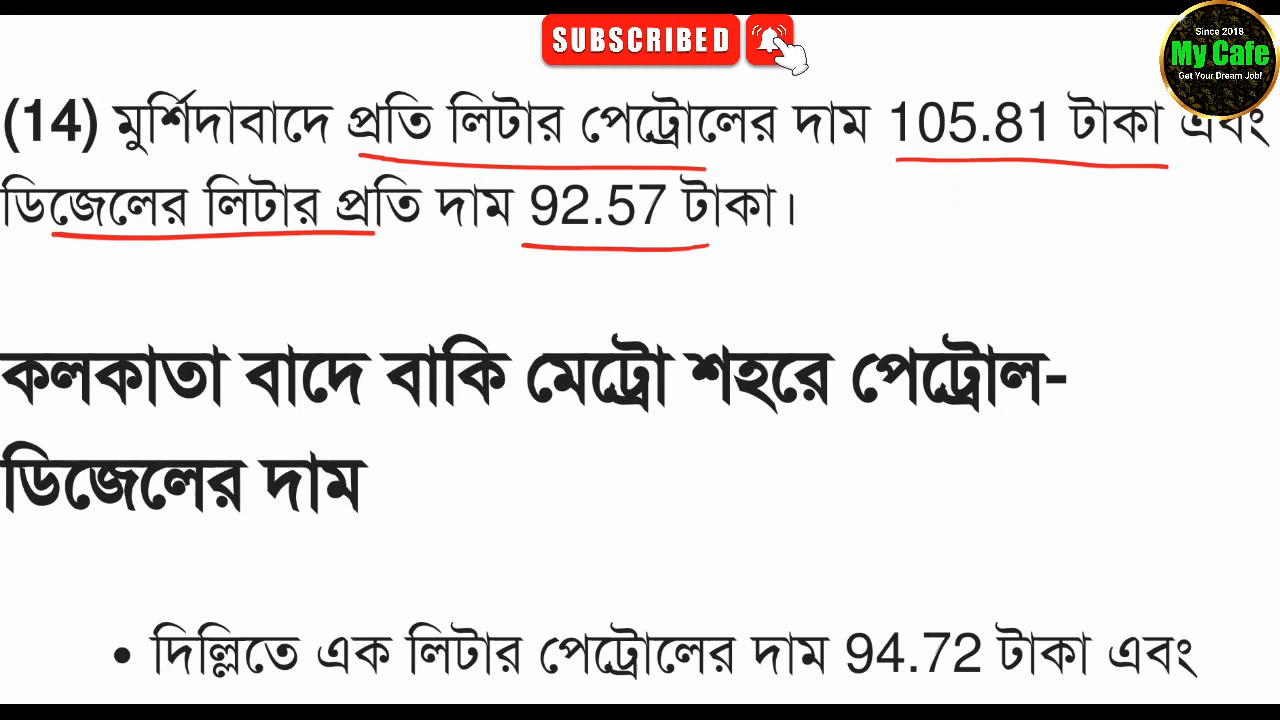 SUBSCRIBED
Since 2018
My Cafe
Get Your Dream Job!
(14) মুর্শিদাবাদে প্রতি লিটার পেট্রোলের দাম 105.81 টাকা এবং
ডিজেলের লিটার প্রতি দাম 92.57 টাকা।
কলকাতা বাদে বাকি মেট্রো শহরে পেট্রোল-
ডিজেলের দাম
• দিল্লিতে এক লিটার পেট্রোলের দাম 94.72 টাকা এবং